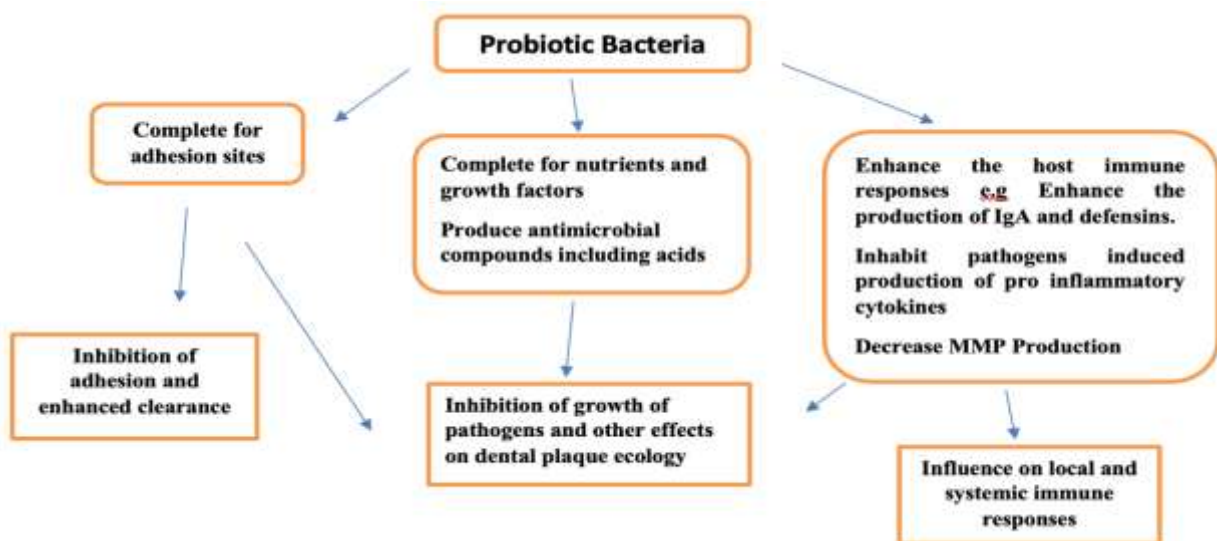 Probiotic Bacteria
Complete for
adhesion sites
Complete for nutrients and
growth factors
Produce antimicrobial
compounds including acids
Enhance the host immune
responses e.g Enhance the
production of IgA and defensins.
Inhabit pathogens induced
production of pro inflammatory
cytokines
Decrease MMP Production
Inhibition of
adhesion and
enhanced clearance
Inhibition of growth of
pathogens and other effects
on dental plaque ecology
Influence on local and
systemic immune
responses